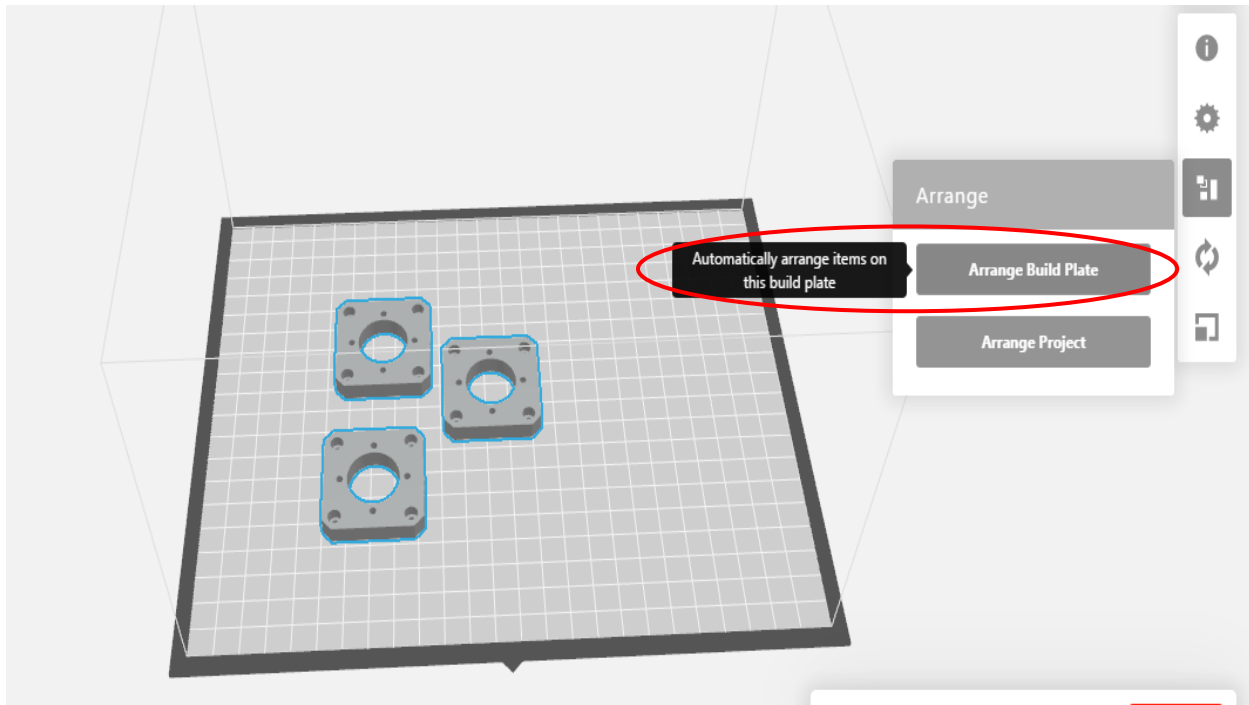 Arrange
Automatically arrange items on
this build plate
Arrange Build Plate
Arrange Project